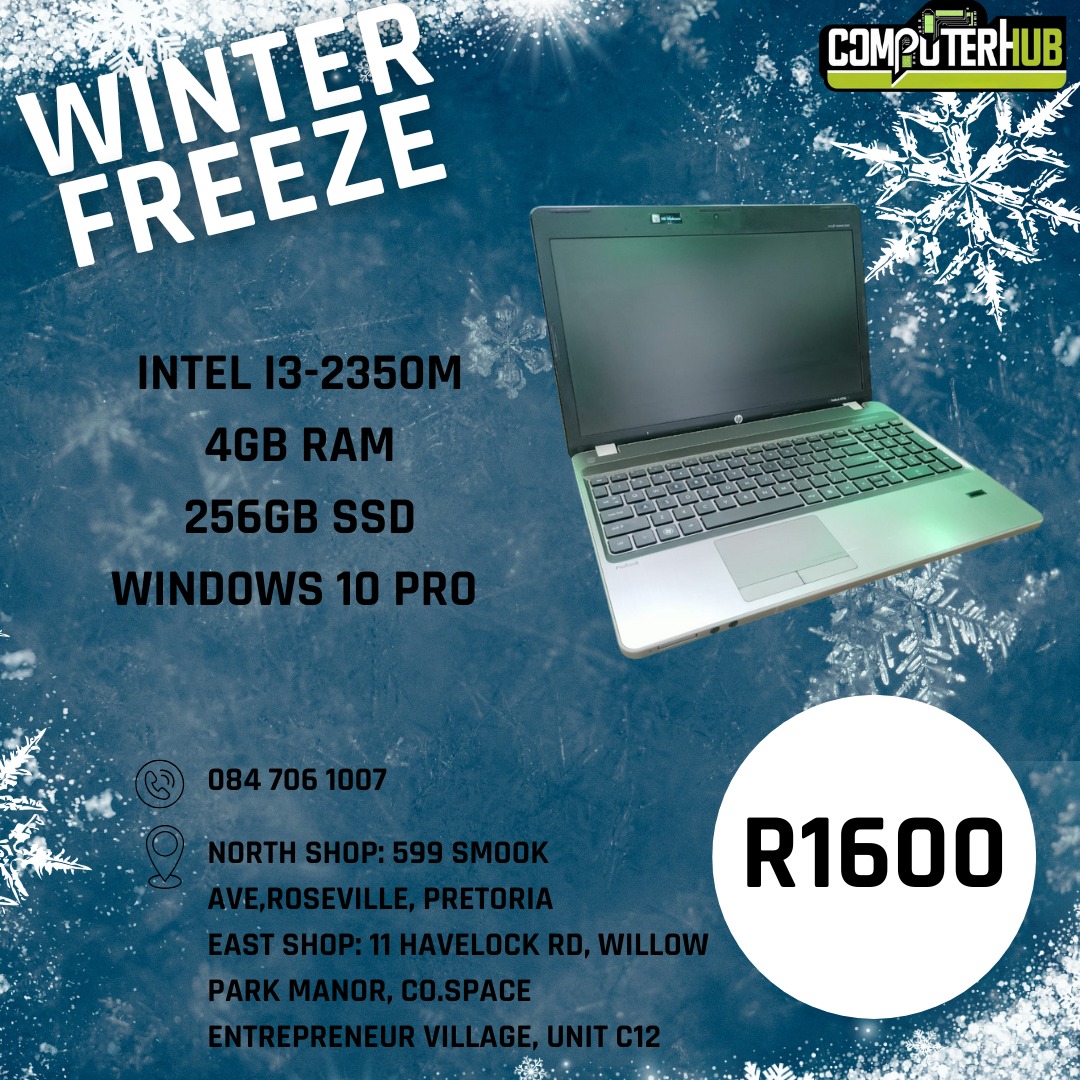 WINTER
FREEZE
COMPUTERHUB
INTEL I3-2350M
4GB RAM
256GB SSD
WINDOWS 10 PRO
hp
ProBook
084 706 1007
NORTH SHOP: 599 SMOOK
AVE,ROSEVILLE, PRETORIA
EAST SHOP: 11 HAVELOCK RD, WILLOW
PARK MANOR, CO.SPACE
ENTREPRENEUR VILLAGE, UNIT C12
R1600